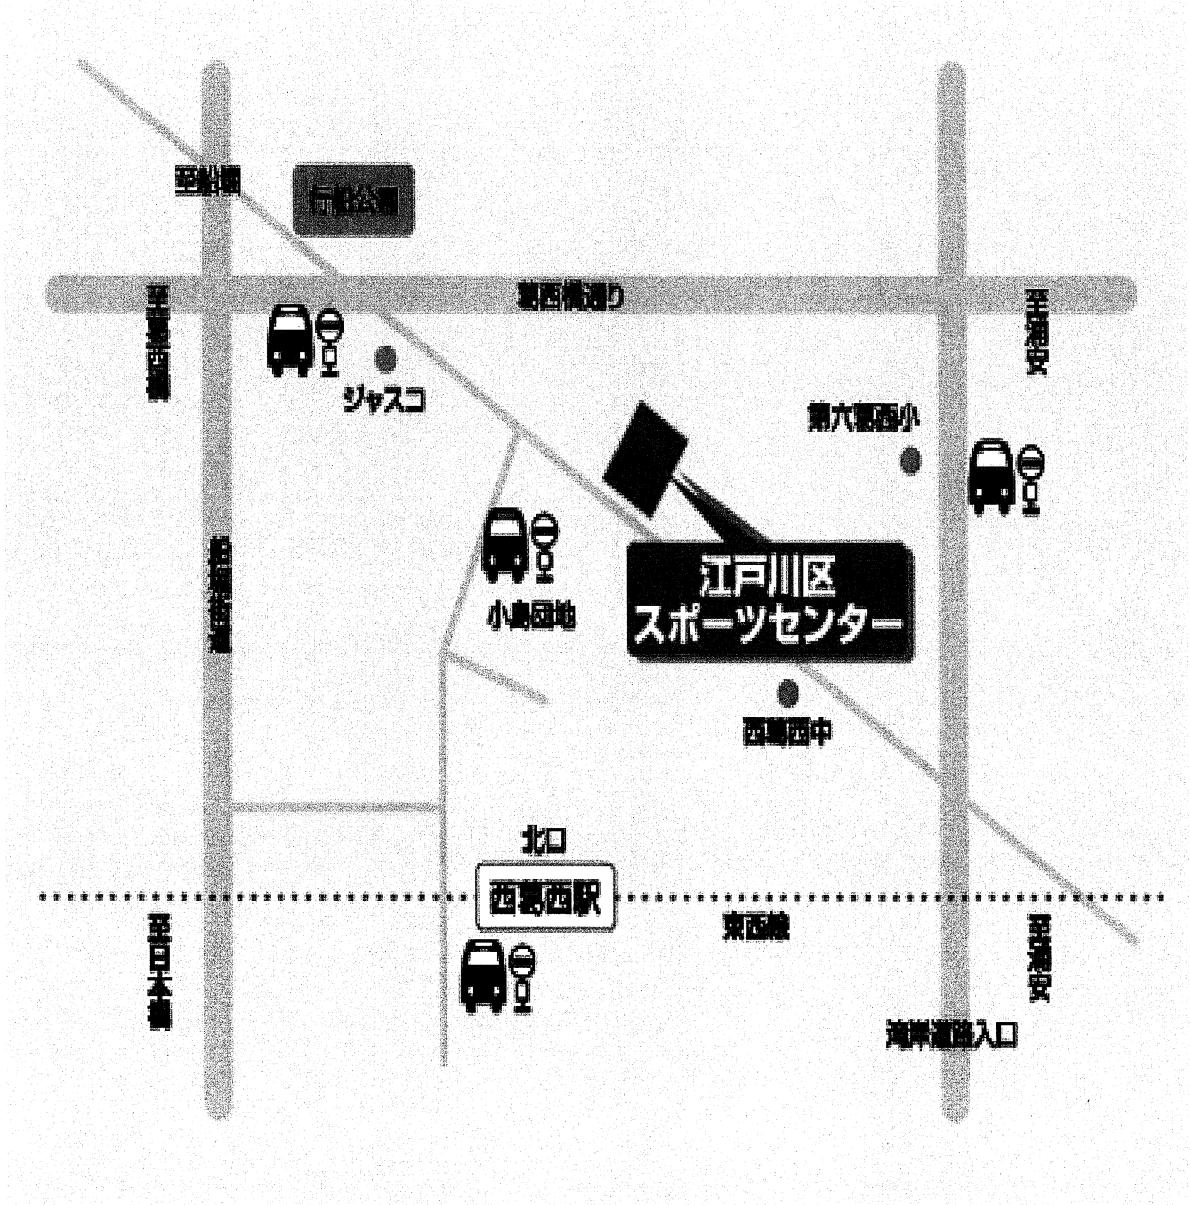 至船堀
行船公園
葛西橋通り
至葛西橋
至浦安
ジャスコ
第六葛西小
船堀街道
小島団地
江戸川区
スポーツセンター
西葛西中
北口
西葛西駅
東西線
至日本橋
至浦安
湾岸道路入口